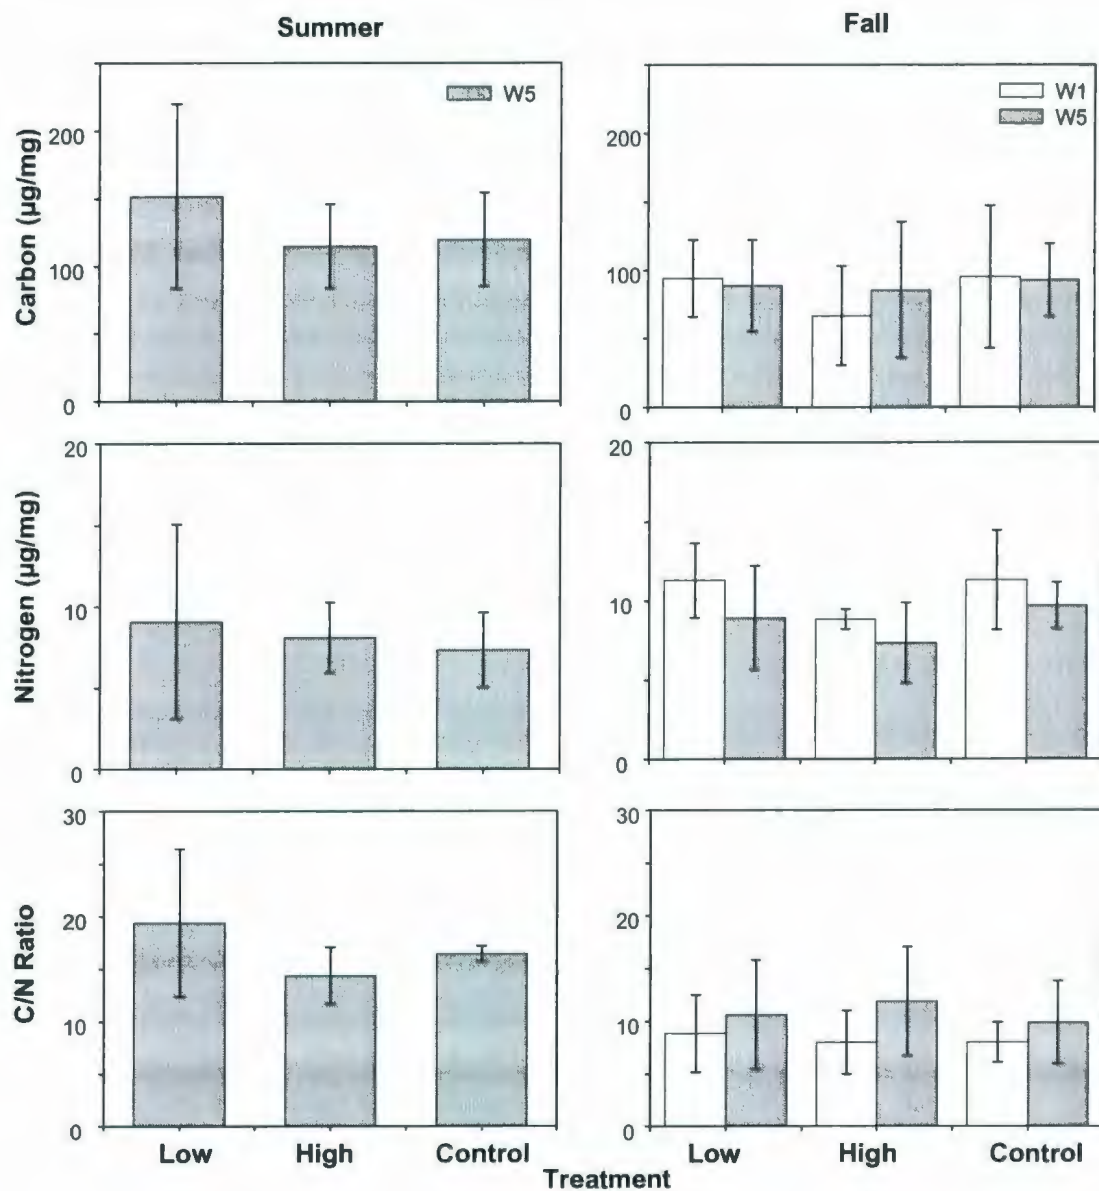 Summer
Fall
Carbon (µg/mg)
200
100
0
W5
200
100
0
W1
W5
Nitrogen (µg/mg)
20
10
0
20
10
0
C/N Ratio
30
20
10
0
30
20
10
0
Low High Control
Low High Control
Treatment